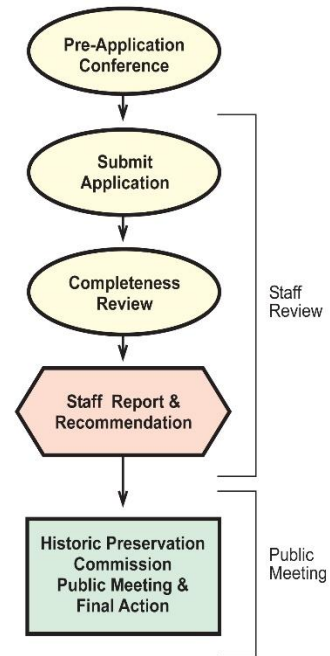 Pre-Application
Conference
Submit
Application
Completeness
Review
Staff Report &
Recommendation
Staff
Review
Historic Preservation
Commission
Public Meeting &
Final Action
Public
Meeting